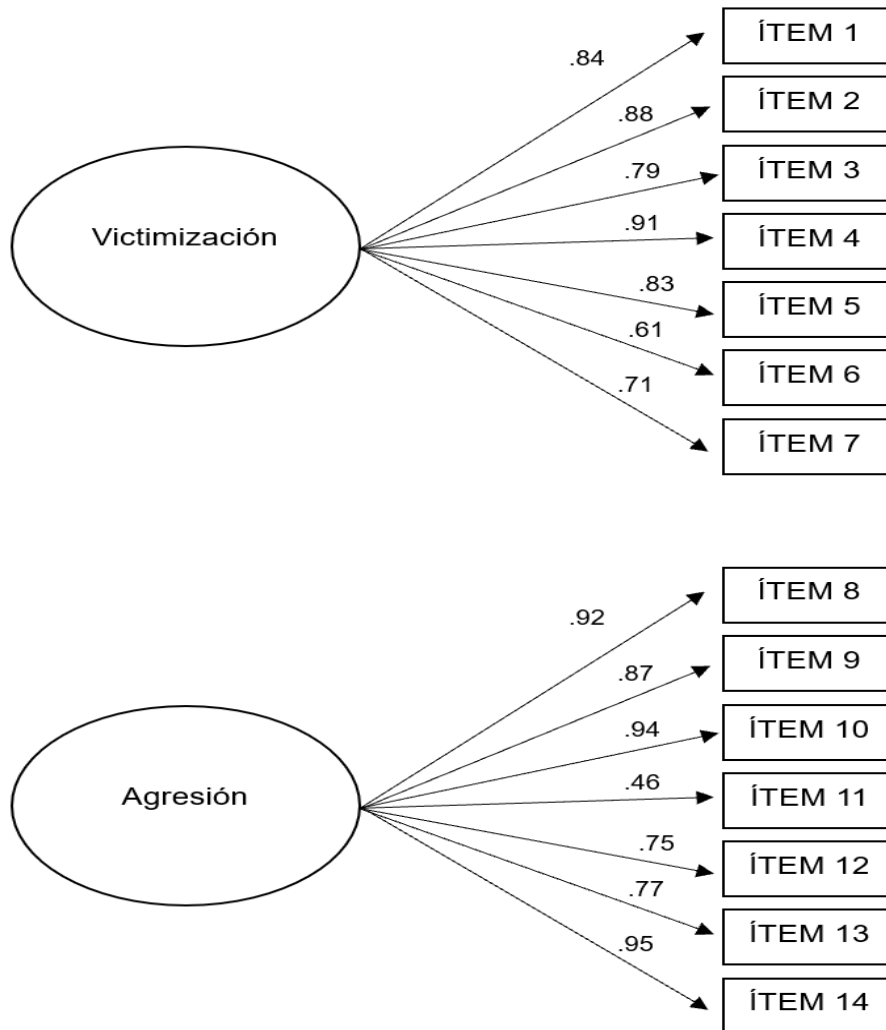 ÍTEM 1
.84
ÍTEM 2
.88
ÍTEM 3
.79
Victimización
.91
ÍTEM 4
.83
ÍTEM 5
.61
ÍTEM 6
.71
ÍTEM 7
ÍTEM 8
.92
ÍTEM 9
.87
ÍTEM 10
.94
Agresión
.46
ÍTEM 11
.75
ÍTEM 12
.77
ÍTEM 13
.95
ÍTEM 14